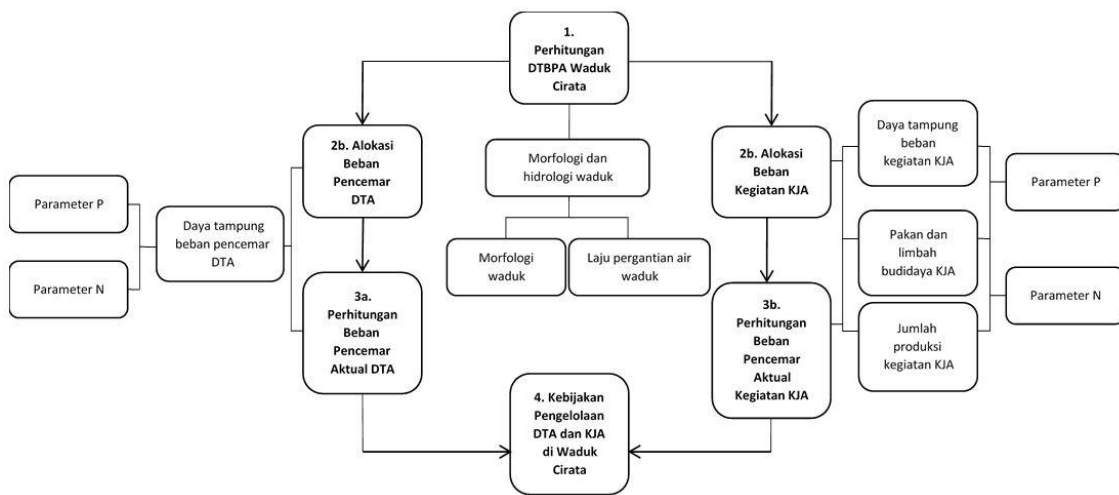 1.
Perhitungan
DTBPA Waduk
Cirata
2b. Alokasi
Beban
Pencemar
DTA
Morfologi dan
hidrologi waduk
2b. Alokasi
Beban
Kegiatan KJA
Daya tampung
beban
kegiatan KJA
Parameter P
Parameter P
Daya tampung
beban pencemar
DTA
Morfologi
waduk
Laju pergantian air
waduk
Pakan dan
limbah
budidaya KJA
Parameter N
Parameter N
3a.
Perhitungan
Beban
Pencemar
Aktual DTA
3b.
Perhitungan
Beban
Pencemar
Aktual
Kegiatan KJA
Jumlah
produksi
kegiatan KJA
4. Kebijakan
Pengelolaan
DTA dan KJA
di Waduk
Cirata